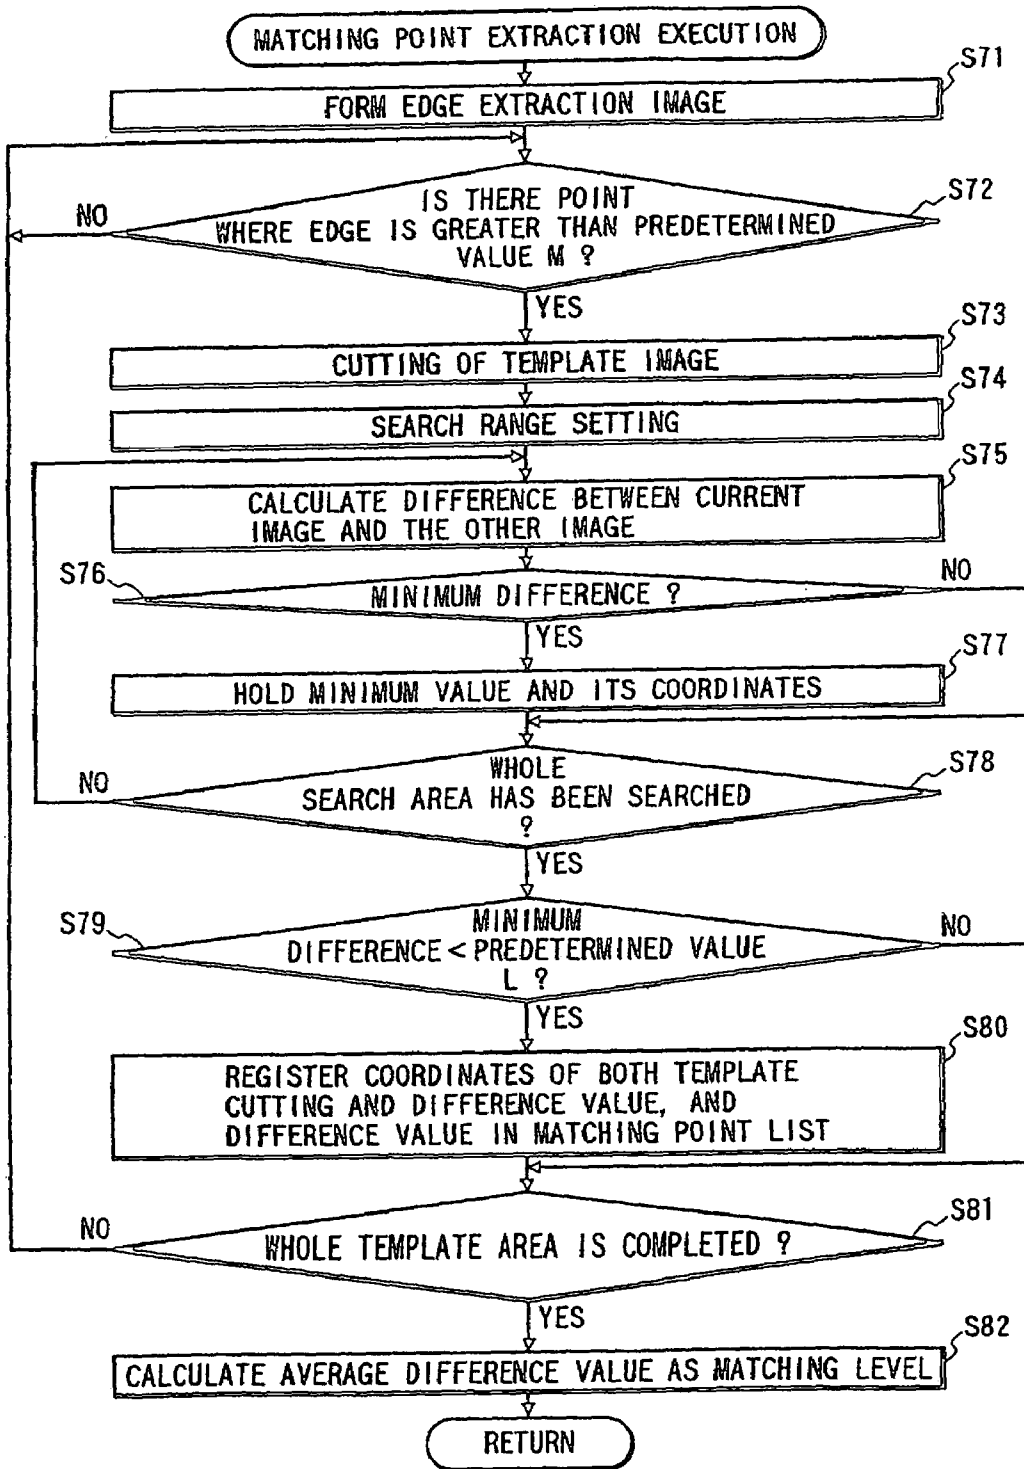 MATCHING POINT EXTRACTION EXECUTION
S71
FORM EDGE EXTRACTION IMAGE
S72
IS THERE POINT
WHERE EDGE IS GREATER THAN PREDETERMINED
VALUE M ?
NO
YES
S73
CUTTING OF TEMPLATE IMAGE
S74
SEARCH RANGE SETTING
S75
CALCULATE DIFFERENCE BETWEEN CURRENT
IMAGE AND THE OTHER IMAGE
S76
MINIMUM DIFFERENCE ?
NO
YES
S77
HOLD MINIMUM VALUE AND ITS COORDINATES
S78
WHOLE
SEARCH AREA HAS BEEN SEARCHED
?
NO
YES
S79
MINIMUM
DIFFERENCE < PREDETERMINED VALUE
L ?
NO
YES
S80
REGISTER COORDINATES OF BOTH TEMPLATE
CUTTING AND DIFFERENCE VALUE, AND
DIFFERENCE VALUE IN MATCHING POINT LIST
S81
WHOLE TEMPLATE AREA IS COMPLETED ?
NO
YES
S82
CALCULATE AVERAGE DIFFERENCE VALUE AS MATCHING LEVEL
RETURN